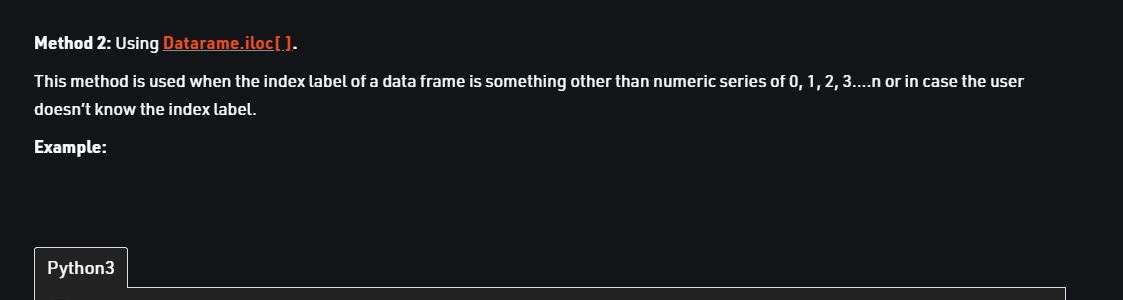 Method 2: Using Datarame.iloc[ ].
This method is used when the index label of a data frame is something other than numeric series of 0, 1, 2, 3....n or in case the user
doesn't know the index label.
Example:
Python3